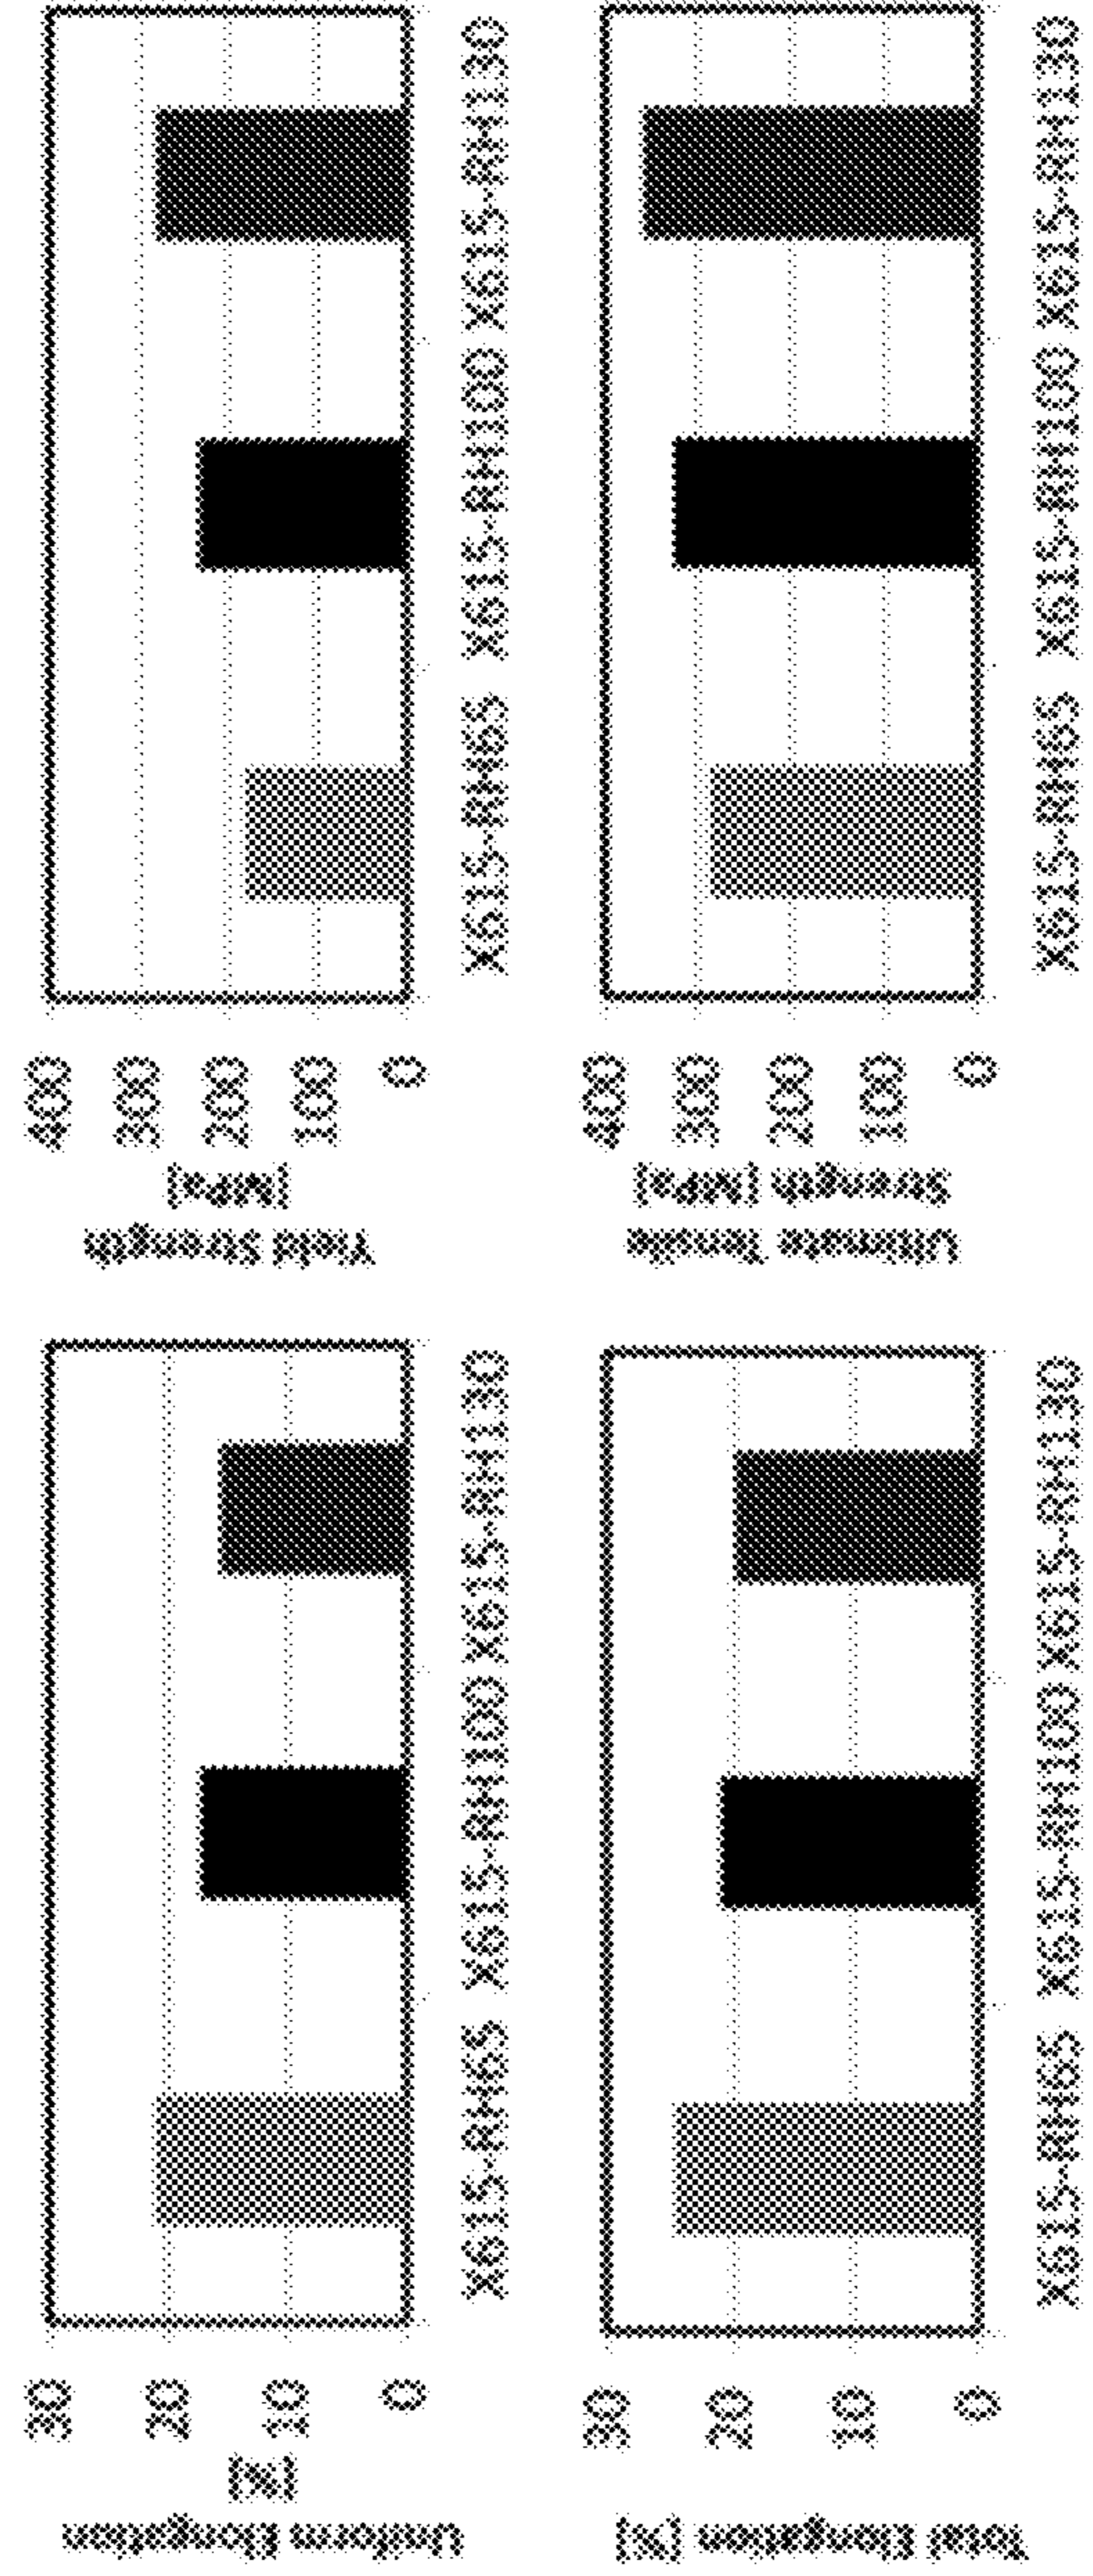 Uniform Elongation
[%]
30
20
10
0
X615-RH65 X615-RH100 X615-RH130
Yield Strength
[MPa]
400
300
200
100
0
X615-RH65 X615-RH100 X615-RH130
Total Elongation [%]
30
20
10
0
X615-RH65 X615-RH100 X615-RH130
Ultimate Tensile
Strength [MPa]
400
300
200
100
0
X615-RH65 X615-RH100 X615-RH130